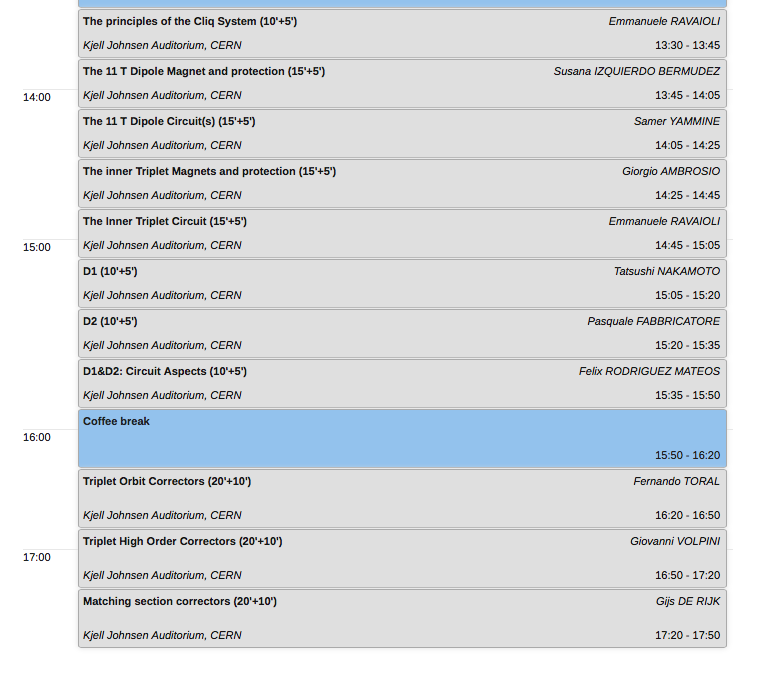 The principles of the Cliq System (10'+5') Emmanuele RAVAIOLI
Kjell Johnsen Auditorium, CERN 13:30 - 13:45
The 11 T Dipole Magnet and protection (15'+5') Susana IZQUIERDO BERMUDEZ
14:00 Kjell Johnsen Auditorium, CERN 13:45 - 14:05
The 11 T Dipole Circuit(s) (15'+5') Samer YAMMINE
Kjell Johnsen Auditorium, CERN 14:05 - 14:25
The inner Triplet Magnets and protection (15'+5') Giorgio AMBROSIO
Kjell Johnsen Auditorium, CERN 14:25 - 14:45
The Inner Triplet Circuit (15'+5') Emmanuele RAVAIOLI
15:00 Kjell Johnsen Auditorium, CERN 14:45 - 15:05
D1 (10'+5') Tatsushi NAKAMOTO
Kjell Johnsen Auditorium, CERN 15:05 - 15:20
D2 (10'+5') Pasquale FABBRICATORE
Kjell Johnsen Auditorium, CERN 15:20 - 15:35
D1&D2: Circuit Aspects (10'+5') Felix RODRIGUEZ MATEOS
Kjell Johnsen Auditorium, CERN 15:35 - 15:50
Coffee break
16:00
15:50 - 16:20
Triplet Orbit Correctors (20'+10') Fernando TORAL
Kjell Johnsen Auditorium, CERN 16:20 - 16:50
Triplet High Order Correctors (20'+10') Giovanni VOLPINI
17:00
Kjell Johnsen Auditorium, CERN 16:50 - 17:20
Matching section correctors (20'+10') Gijs DE RIJK
Kjell Johnsen Auditorium, CERN 17:20 - 17:50